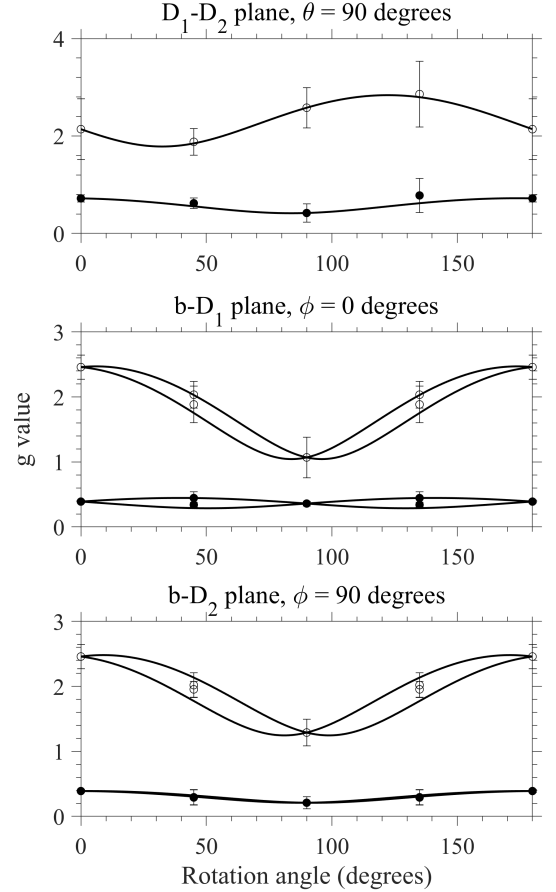 D₁-D₂ plane, θ = 90 degrees
4
2
0
0 50 100 150
b-D₁ plane, ϕ = 0 degrees
3
2
1
0
0 50 100 150
g value
b-D₂ plane, ϕ = 90 degrees
3
2
1
0
0 50 100 150
Rotation angle (degrees)